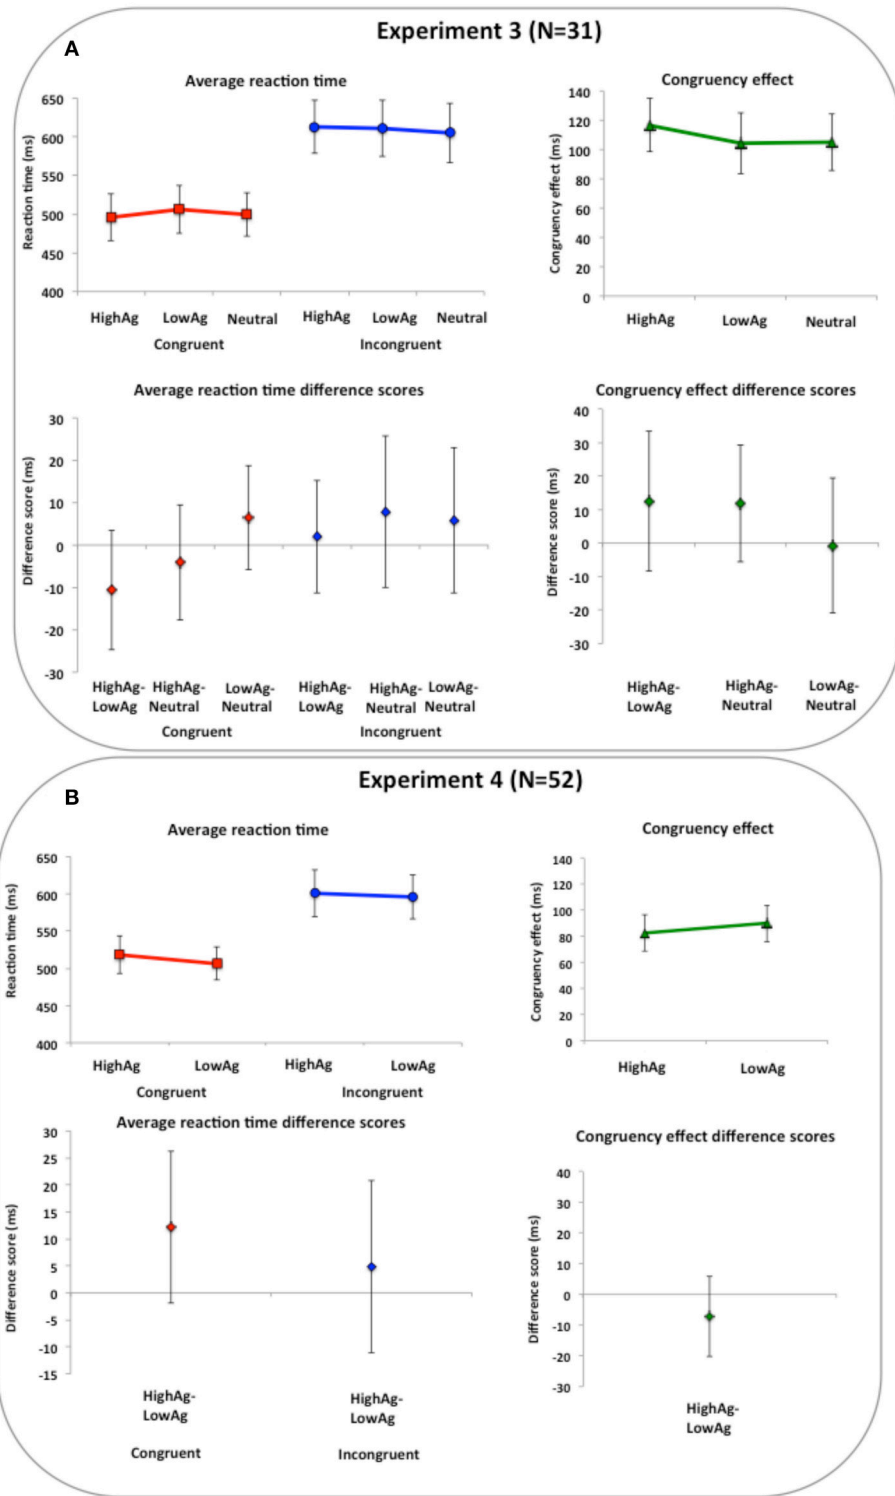 Experiment 3 (N=31)
A
Average reaction time
Reaction time (ms)
650
600
550
500
450
400
HighAg LowAg Neutral HighAg LowAg Neutral
Congruent Incongruent
Congruency effect
Congruency effect (ms)
140
120
100
80
60
40
20
0
HighAg LowAg Neutral
Average reaction time difference scores
Difference score (ms)
30
20
10
0
-10
-20
-30
HighAg- HighAg- LowAg- HighAg- HighAg- LowAg-
LowAg Neutral Neutral LowAg Neutral Neutral
Congruent Incongruent
Congruency effect difference scores
Difference score (ms)
40
30
20
10
0
-10
-20
-30
HighAg- HighAg- LowAg-
LowAg Neutral Neutral
Experiment 4 (N=52)
B
Average reaction time
Reaction time (ms)
650
600
550
500
450
400
HighAg LowAg HighAg LowAg
Congruent Incongruent
Congruency effect
Congruency effect (ms)
140
120
100
80
60
40
20
0
HighAg LowAg
Average reaction time difference scores
Difference score (ms)
30
25
20
15
10
5
0
-5
-10
-15
HighAg- HighAg-
LowAg LowAg
Congruent Incongruent
Congruency effect difference scores
Difference score (ms)
40
30
20
10
0
-10
-20
-30
HighAg-
LowAg